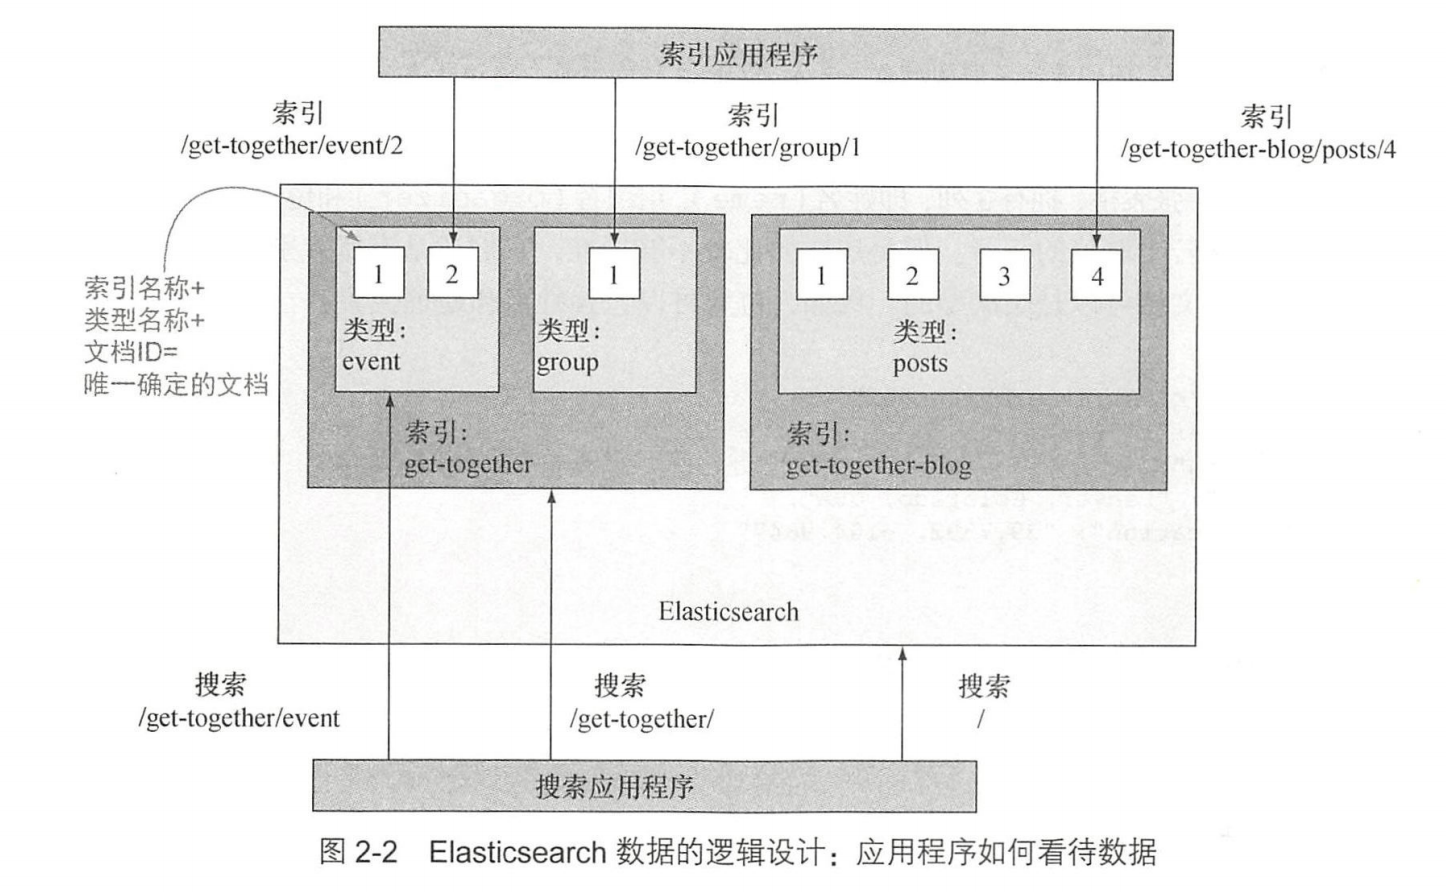 索引应用程序
索引
/get-together/event/2
索引
/get-together/group/1
索引
/get-together-blog/posts/4
索引名称+
类型名称+
文档ID=
唯一确定的文档
1
2
类型:
event
1
类型:
group
索引:
get-together
1
2
3
4
类型:
posts
索引:
get-together-blog
Elasticsearch
搜索
/get-together/event
搜索
/get-together/
搜索
/
搜索应用程序
图 2-2 Elasticsearch 数据的逻辑设计：应用程序如何看待数据